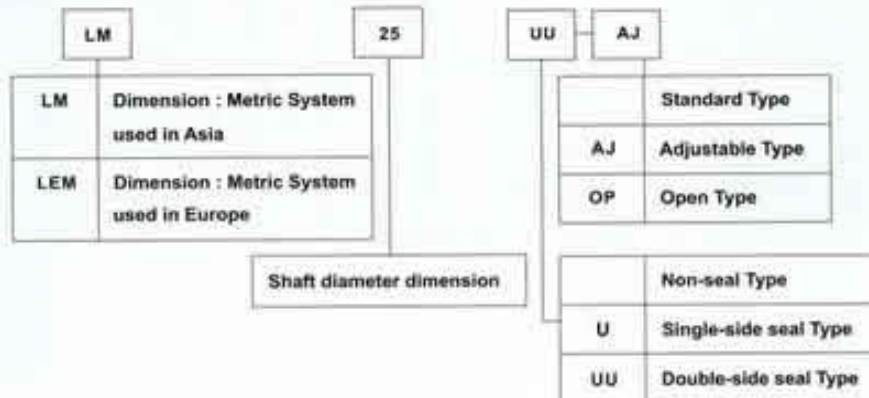 LM 25 UU AJ
LM Dimension : Metric System
used in Asia
LEM Dimension : Metric System
used in Europe
Standard Type
AJ Adjustable Type
OP Open Type
Shaft diameter dimension
Non-seal Type
U Single-side seal Type
UU Double-side seal Type